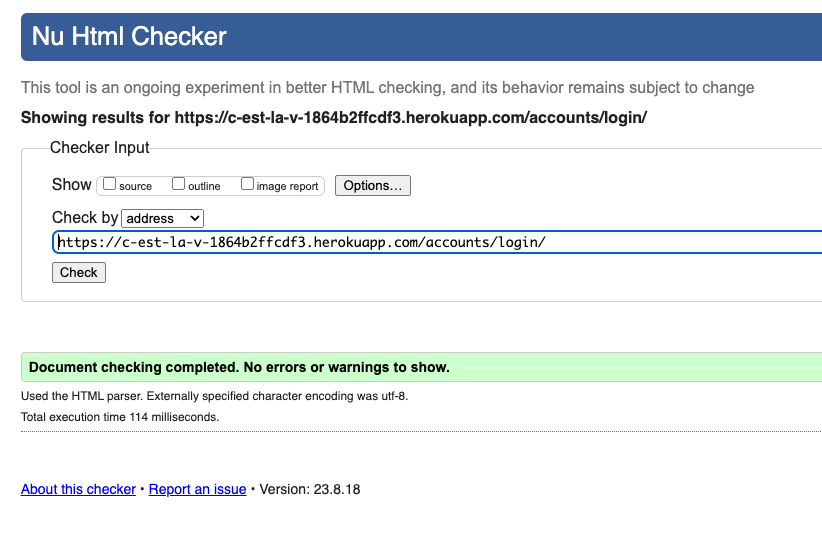 Nu Html Checker
This tool is an ongoing experiment in better HTML checking, and its behavior remains subject to change
Showing results for https://c-est-la-v-1864b2ffcdf3.herokuapp.com/accounts/login/
Checker Input
Show source outline image report Options...
Check by address
https://c-est-la-v-1864b2ffcdf3.herokuapp.com/accounts/login/
Check
Document checking completed. No errors or warnings to show.
Used the HTML parser. Externally specified character encoding was utf-8.
Total execution time 114 milliseconds.
About this checker • Report an issue • Version: 23.8.18